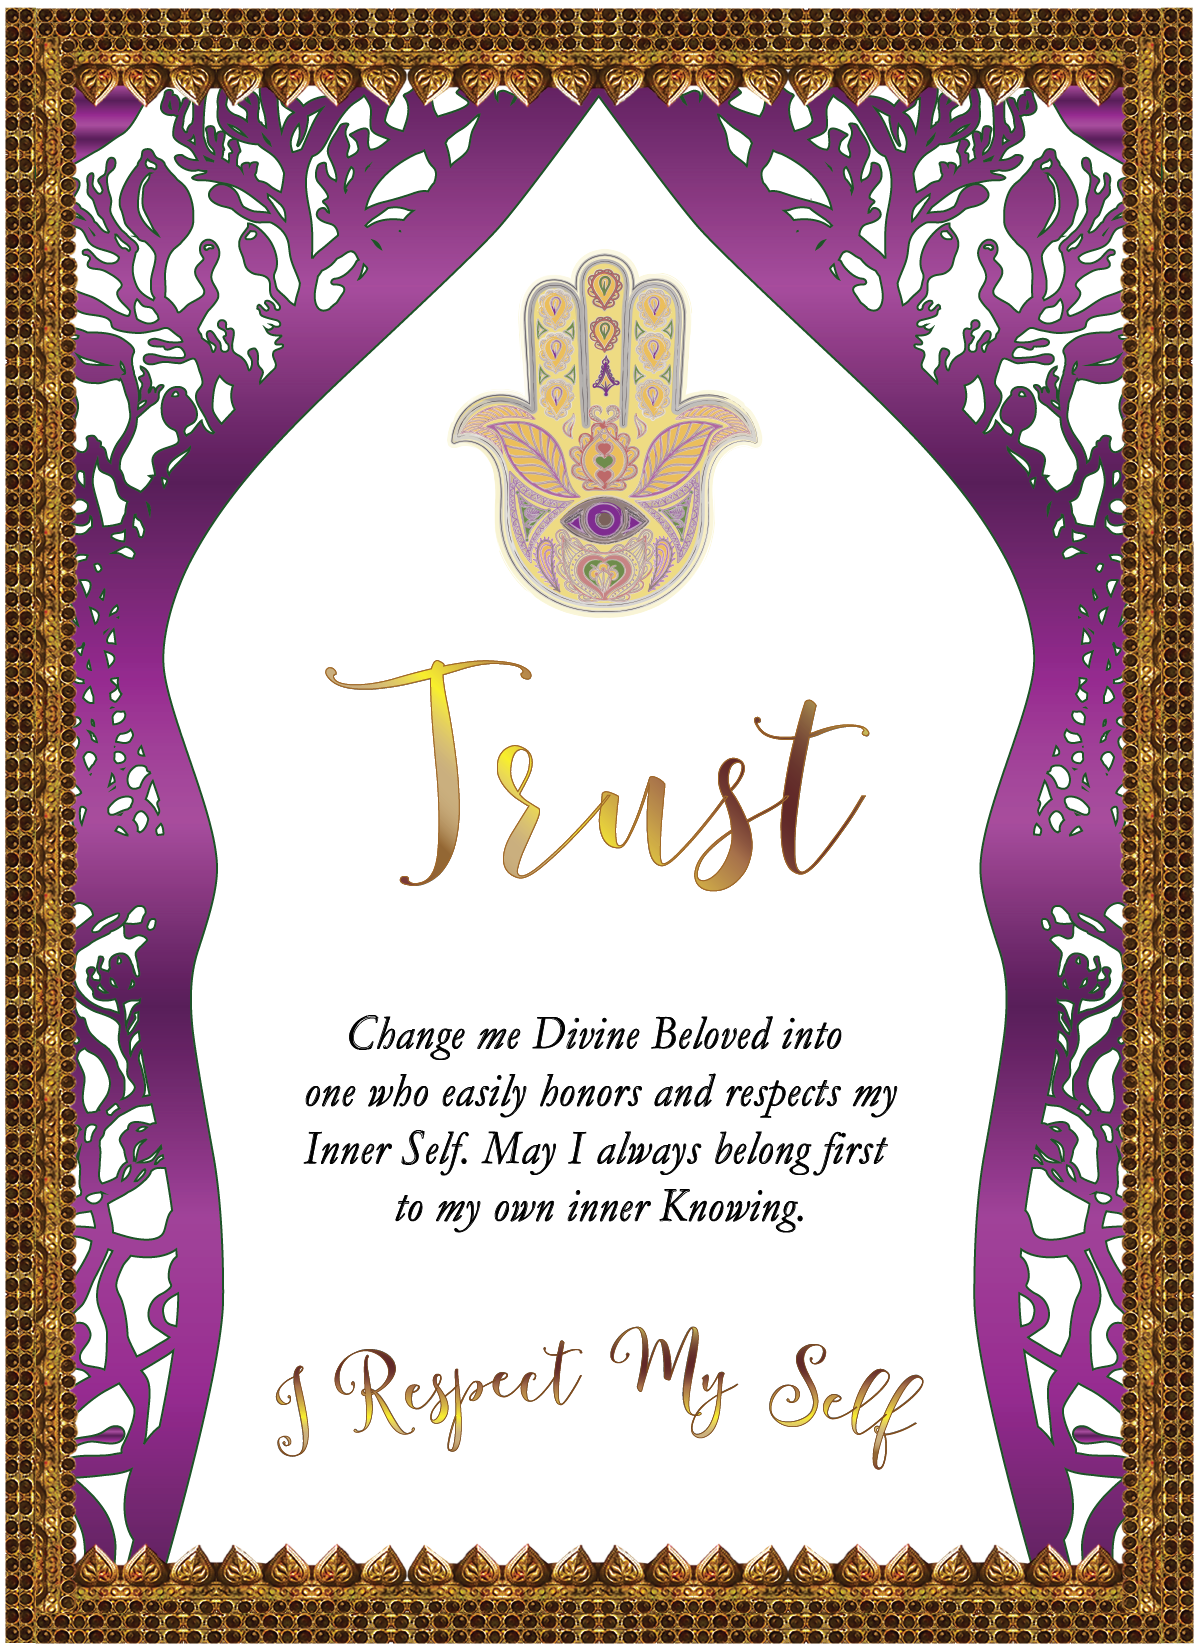 Trust
Change me Divine Beloved into
one who easily honors and respects my
Inner Self. May I always belong first
to my own inner Knowing.
I Respect My Self